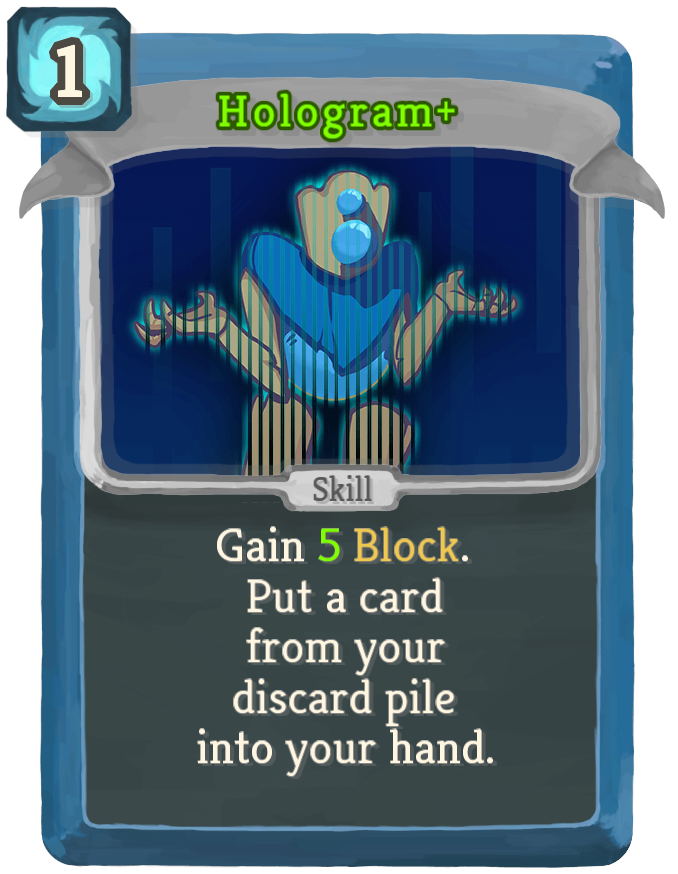 1
Hologram+
Skill
Gain 5 Block.
Put a card
from your
discard pile
into your hand.